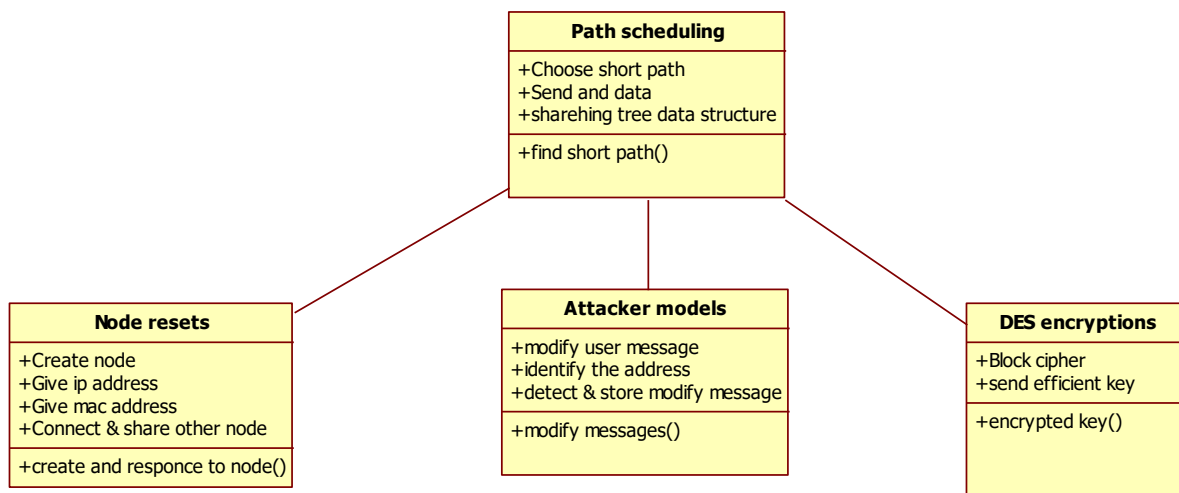 Path scheduling
+Choose short path
+Send and data
+sharehing tree data structure
+find short path()
Node resets
+Create node
+Give ip address
+Give mac address
+Connect & share other node
+create and responce to node()
Attacker models
+modify user message
+identify the address
+detect & store modify message
+modify messages()
DES encryptions
+Block cipher
+send efficient key
+encrypted key()